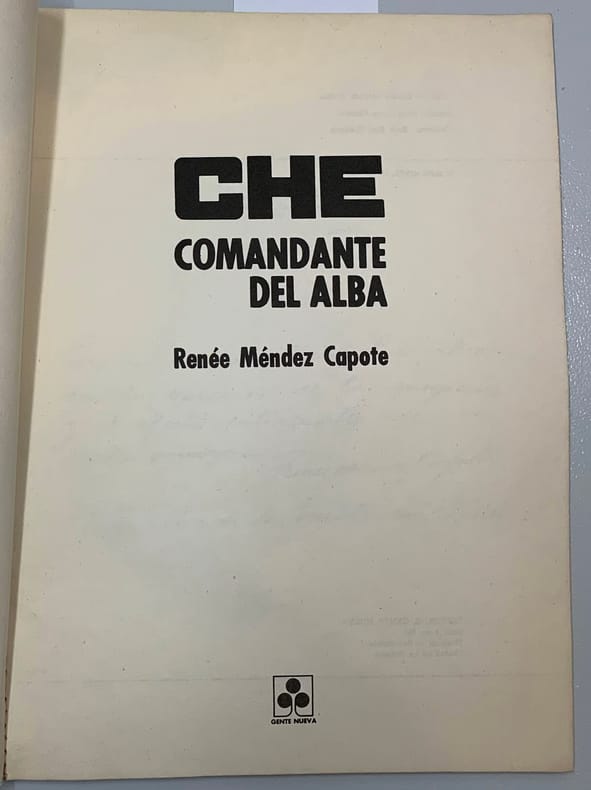 CHE
COMANDANTE
DEL ALBA
Renée Méndez Capote
GENTE NUEVA